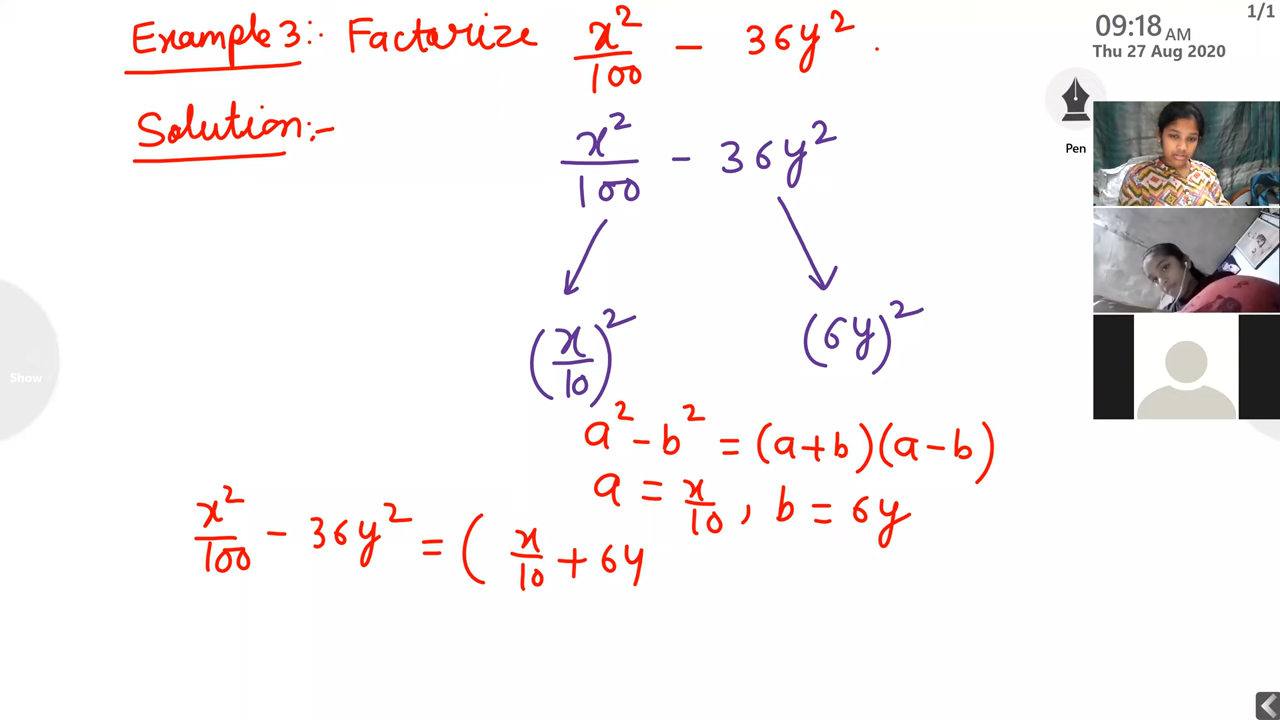 1/1
09:18 AM
Thu 27 Aug 2020
Pen
Show
Example 3:- Factorize x²/100 - 36y².
Solution:-
x²/100 - 36y²
(x/10)² (6y)²
a² - b² = (a+b)(a-b)
a = x/10, b = 6y
x²/100 - 36y² = ( x/10 + 6y